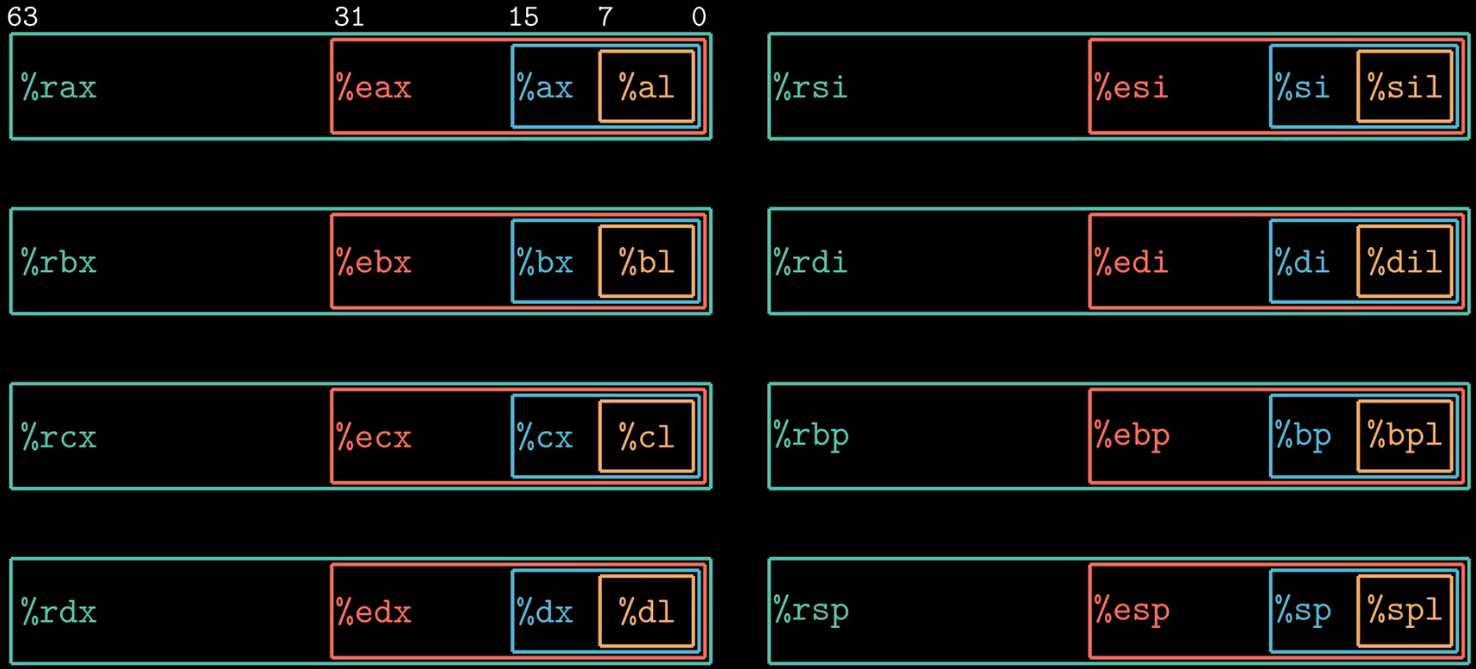 63 31 15 7 0
%rax %eax %ax %al %rsi %esi %si %sil
%rbx %ebx %bx %bl %rdi %edi %di %dil
%rcx %ecx %cx %cl %rbp %ebp %bp %bpl
%rdx %edx %dx %dl %rsp %esp %sp %spl